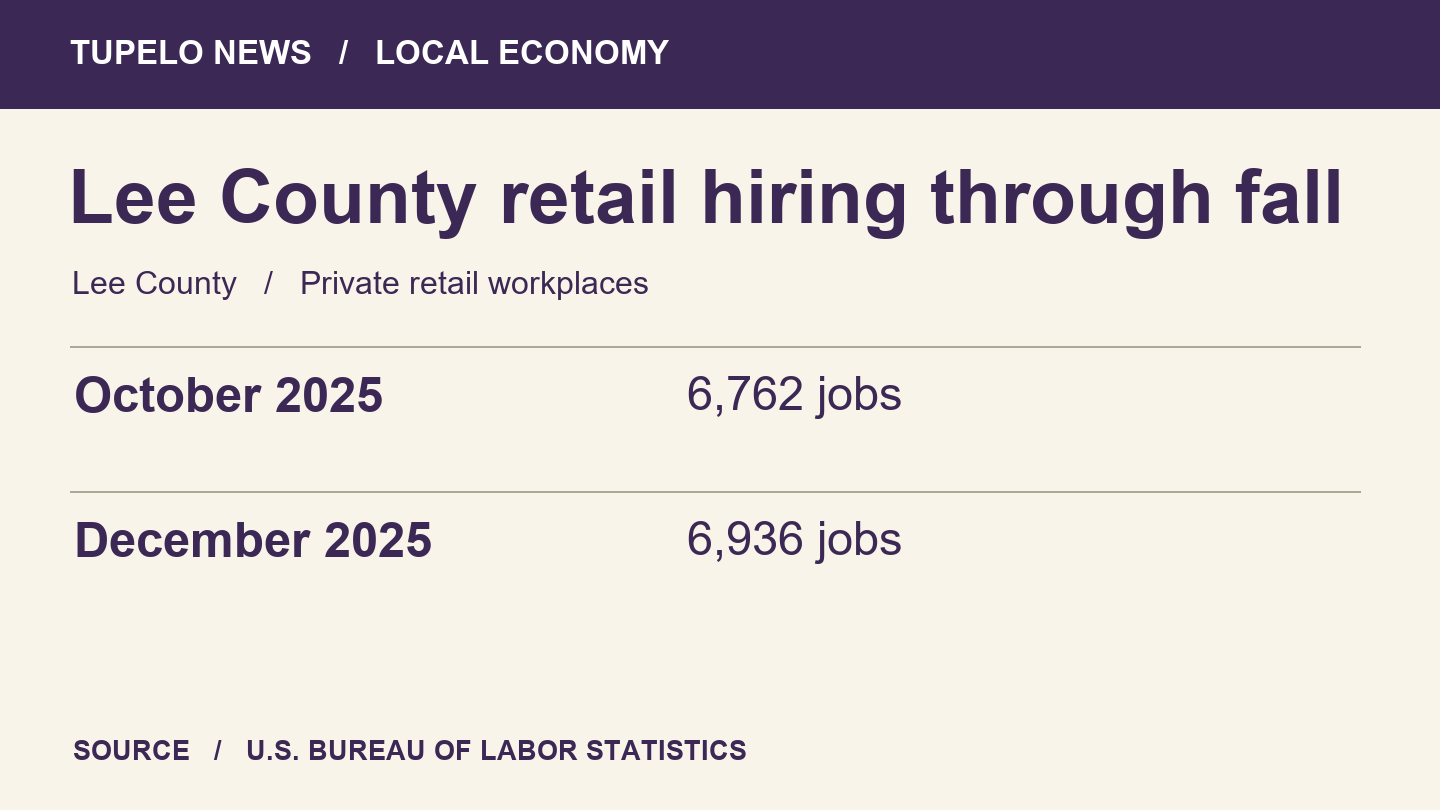 TUPELO NEWS / LOCAL ECONOMY
Lee County retail hiring through fall
Lee County / Private retail workplaces
October 2025 6,762 jobs
December 2025 6,936 jobs
SOURCE / U.S. BUREAU OF LABOR STATISTICS